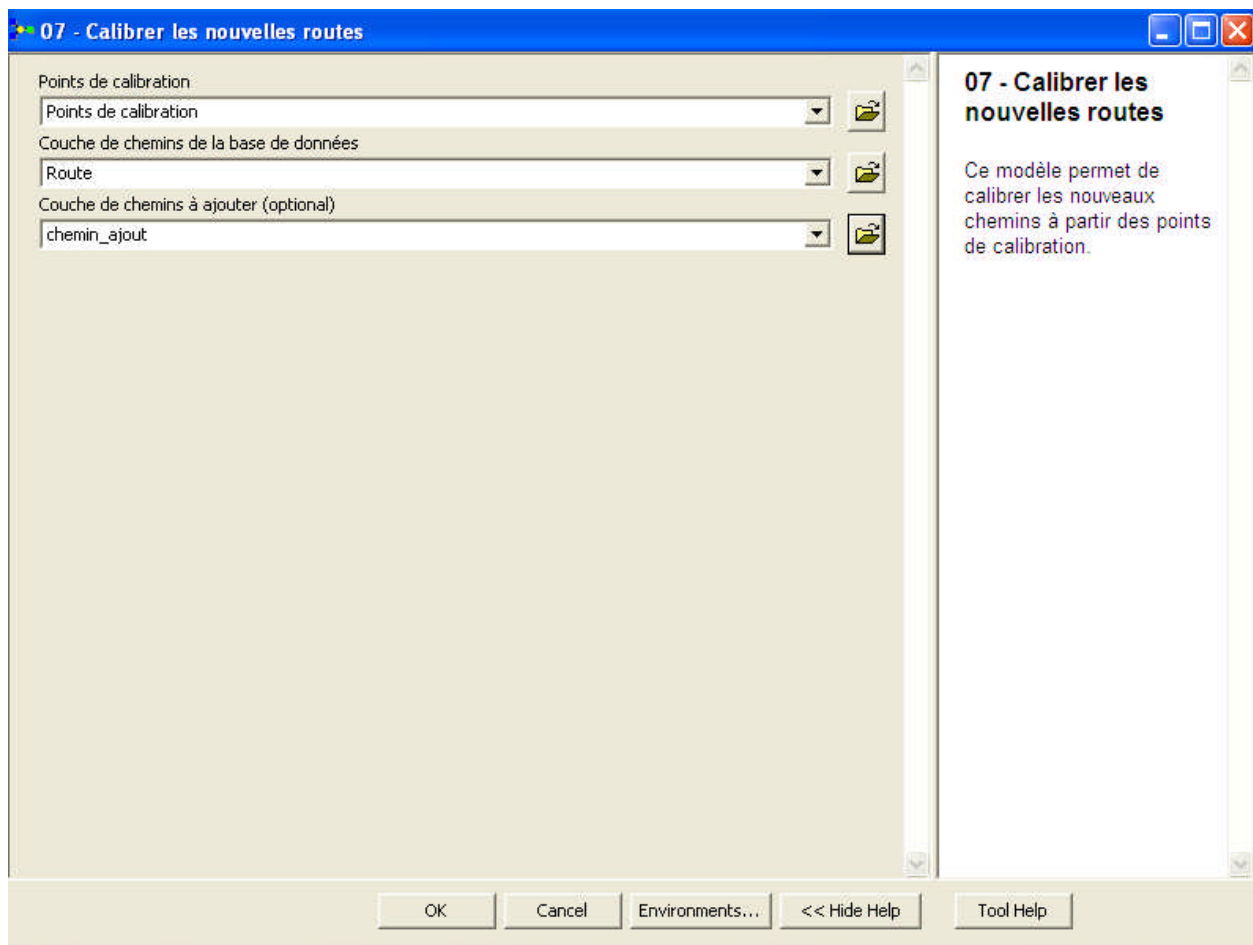 07 - Calibrer les nouvelles routes
Points de calibration
Points de calibration
Couche de chemins de la base de données
Route
Couche de chemins à ajouter (optional)
chemin_ajout
07 - Calibrer les
nouvelles routes
Ce modèle permet de
calibrer les nouveaux
chemins à partir des points
de calibration.
OK
Cancel
Environments...
<< Hide Help
Tool Help